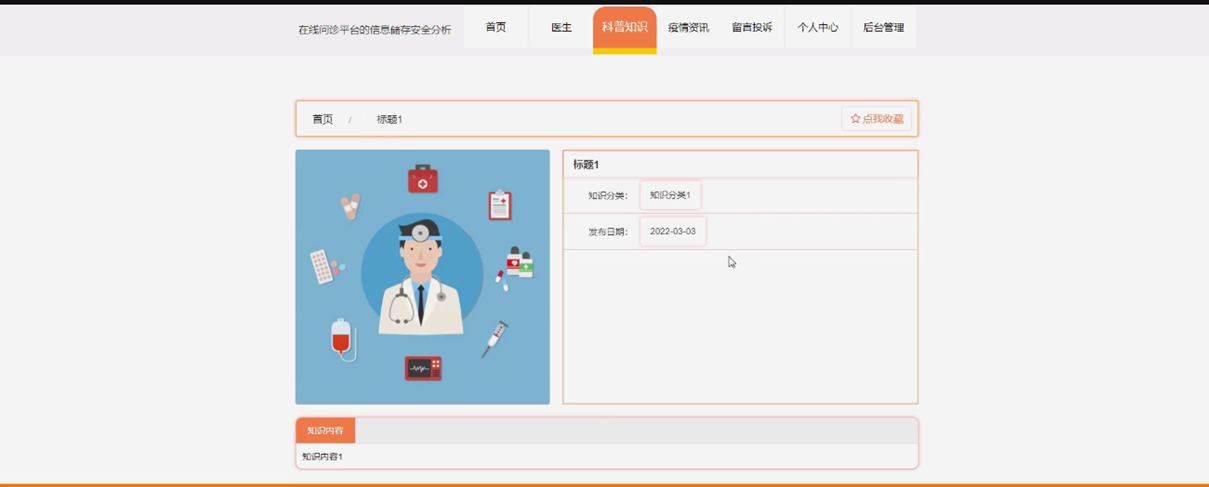 在线问诊平台的信息储存安全分析 首页 医生 科普知识 疫情资讯 留言投诉 个人中心 后台管理
首页 / 标题1 ☆点我收藏
标题1
知识分类： 知识分类1
发布日期： 2022-03-03
知识内容
知识内容1